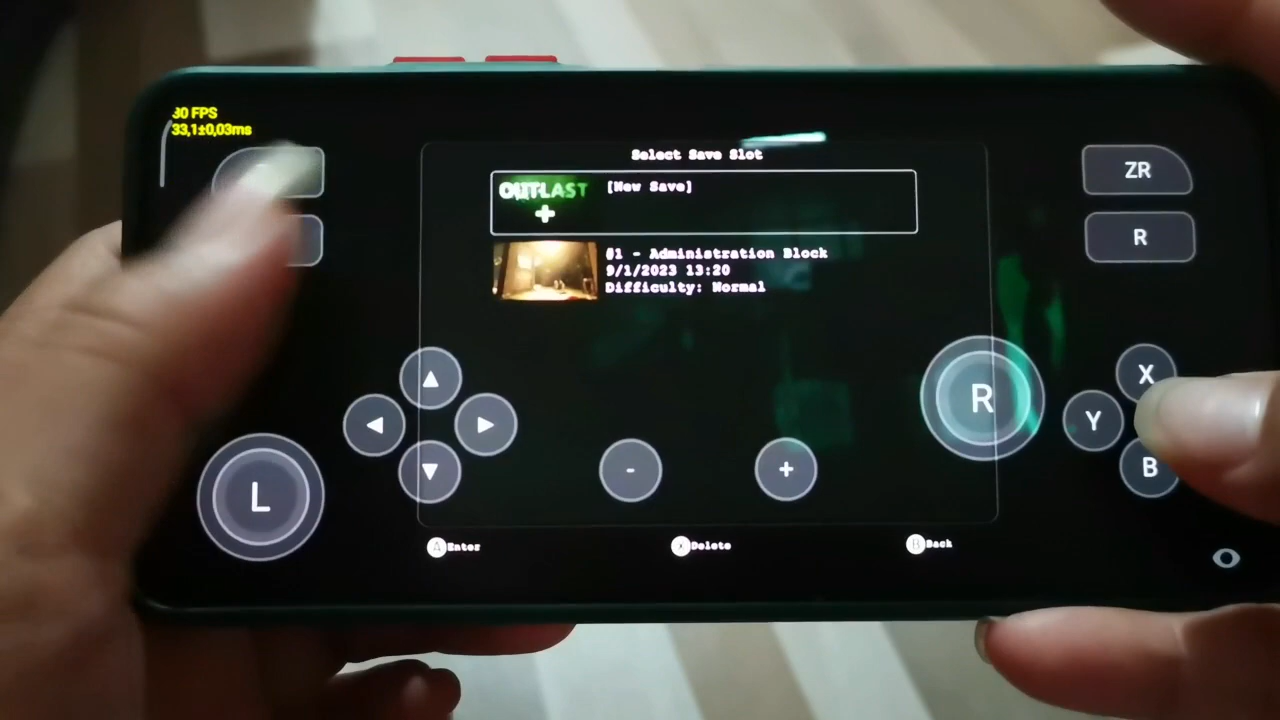 30 FPS
33,1±0,03ms
Select Save Slot
OUTLAST
[New Save]
#1 - Administration Block
9/1/2023 13:20
Difficulty: Normal
ZR
R
X
Y
B
R
L
-
+
A Enter
X Delete
B Back